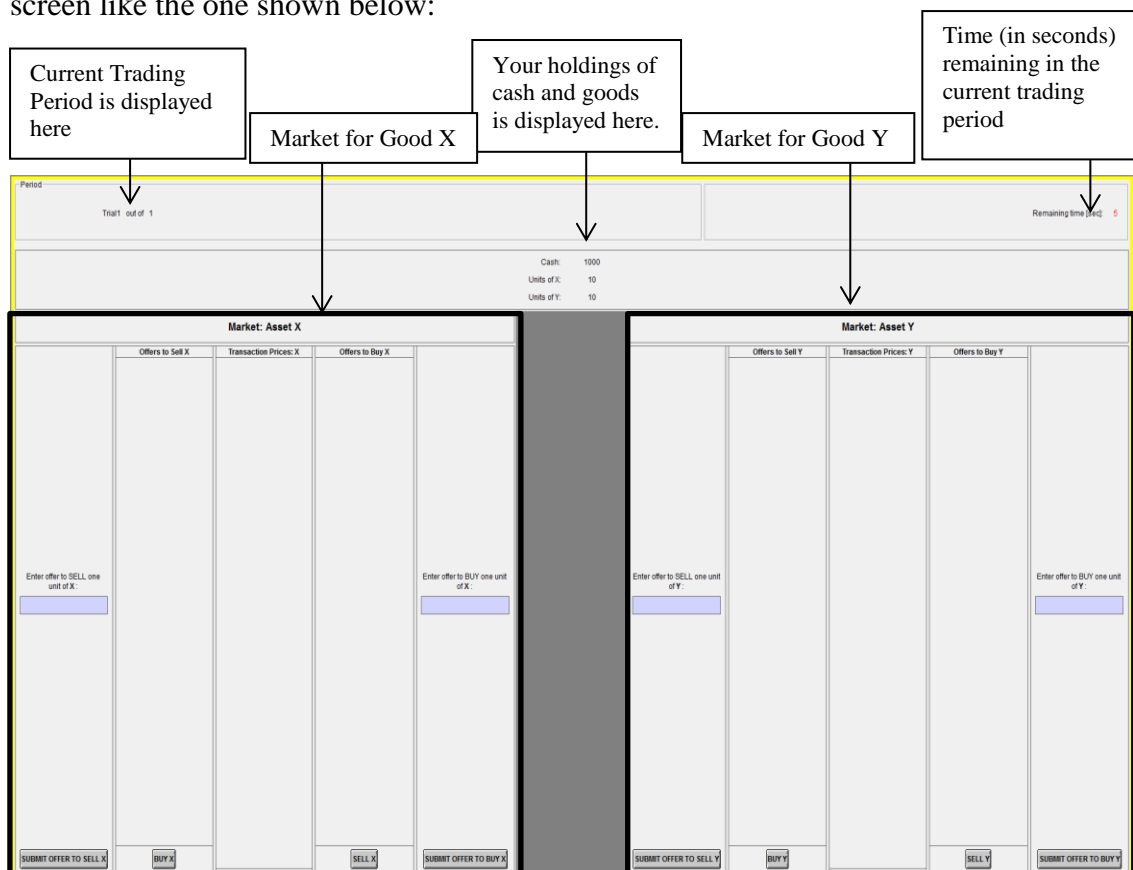 screen like the one shown below:
Current Trading
Period is displayed
here
Market for Good X
Your holdings of
cash and goods
is displayed here.
Market for Good Y
Time (in seconds)
remaining in the
current trading
period
Period
Trial1 out of 1
Remaining time [sec]: 5
Cash: 1000
Units of X: 10
Units of Y: 10
Market: Asset X
Offers to Sell X
Transaction Prices: X
Offers to Buy X
Enter offer to SELL one
unit of X :
Enter offer to BUY one unit
of X :
SUBMIT OFFER TO SELL X
BUY X
SELL X
SUBMIT OFFER TO BUY X
Market: Asset Y
Offers to Sell Y
Transaction Prices: Y
Offers to Buy Y
Enter offer to SELL one unit
of Y :
Enter offer to BUY one unit
of Y :
SUBMIT OFFER TO SELL Y
BUY Y
SELL Y
SUBMIT OFFER TO BUY Y